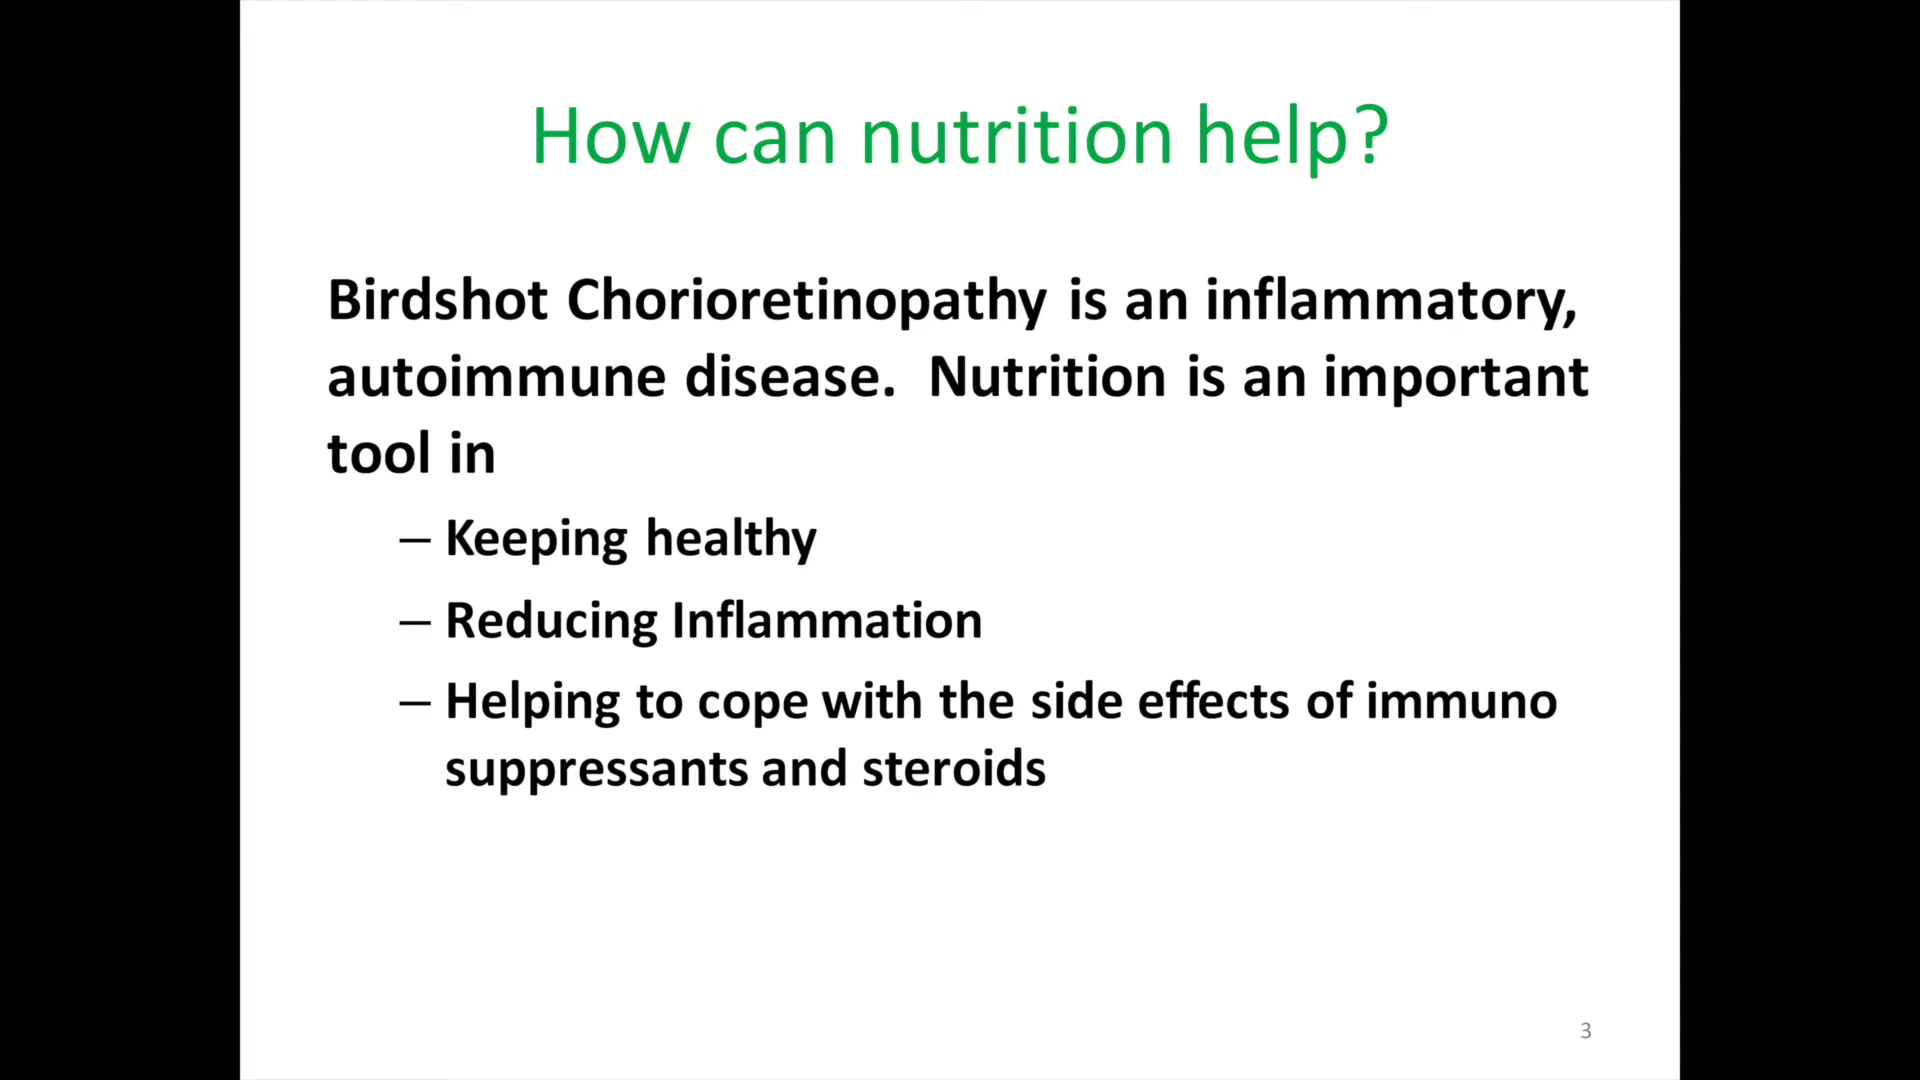 How can nutrition help?
Birdshot Chorioretinopathy is an inflammatory,
autoimmune disease.  Nutrition is an important
tool in
– Keeping healthy
– Reducing Inflammation
– Helping to cope with the side effects of immuno
suppressants and steroids
3